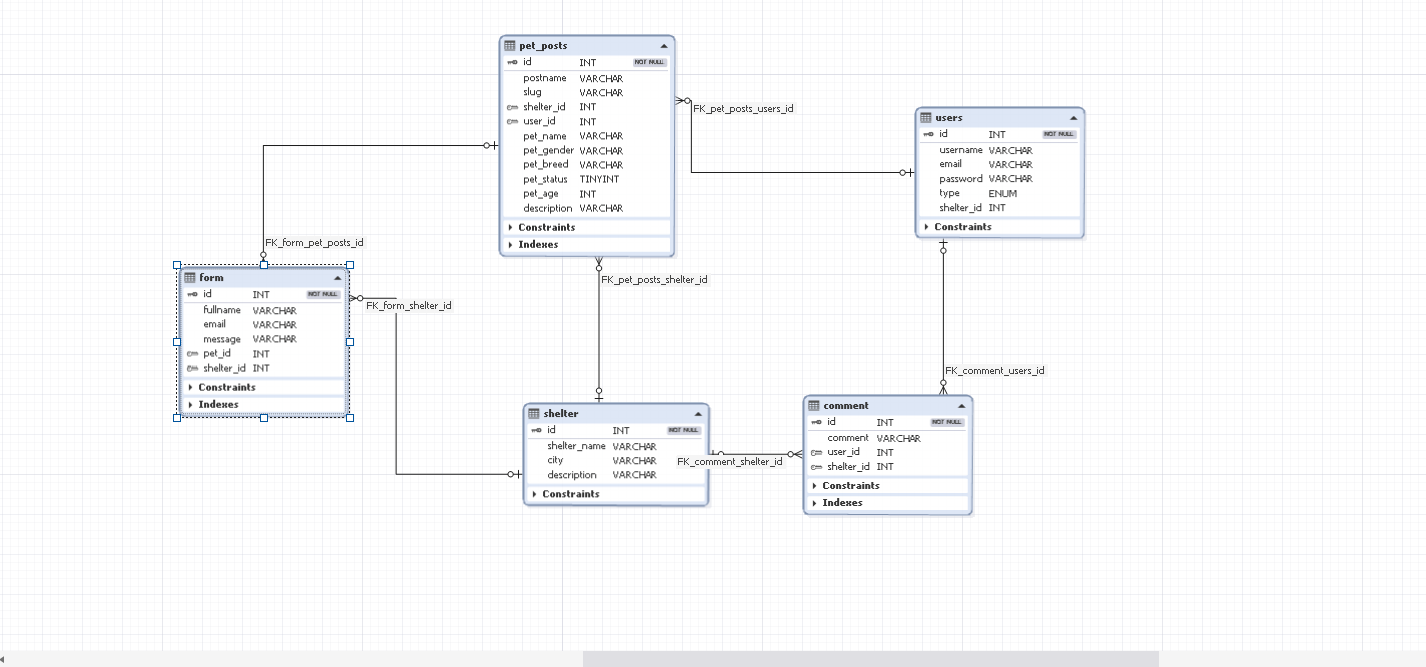 pet_posts
id INT NOT NULL
postname VARCHAR
slug VARCHAR
shelter_id INT
user_id INT
pet_name VARCHAR
pet_gender VARCHAR
pet_breed VARCHAR
pet_status TINYINT
pet_age INT
description VARCHAR
Constraints
Indexes
FK_pet_posts_users_id
users
id INT NOT NULL
username VARCHAR
email VARCHAR
password VARCHAR
type ENUM
shelter_id INT
Constraints
FK_form_pet_posts_id
form
id INT NOT NULL
fullname VARCHAR
email VARCHAR
message VARCHAR
pet_id INT
shelter_id INT
Constraints
Indexes
FK_form_shelter_id
FK_pet_posts_shelter_id
FK_comment_users_id
shelter
id INT NOT NULL
shelter_name VARCHAR
city VARCHAR
description VARCHAR
Constraints
FK_comment_shelter_id
comment
id INT NOT NULL
comment VARCHAR
user_id INT
shelter_id INT
Constraints
Indexes